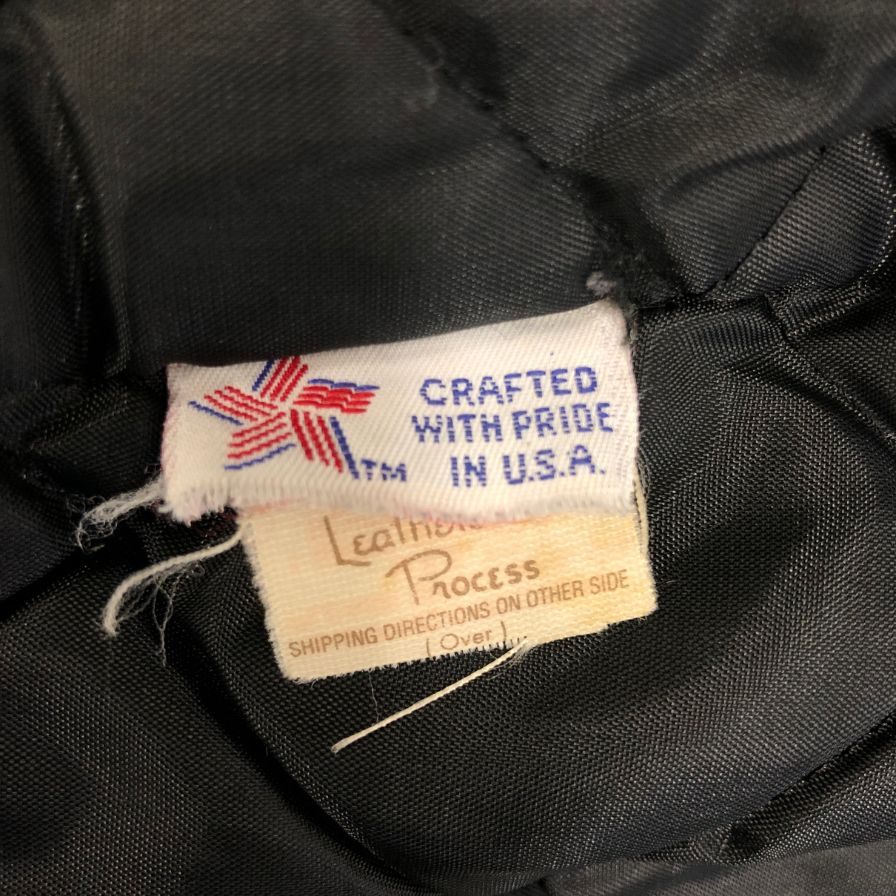 CRAFTED
WITH PRIDE
IN U.S.A.
TM
Process
SHIPPING DIRECTIONS ON OTHER SIDE
(Over)